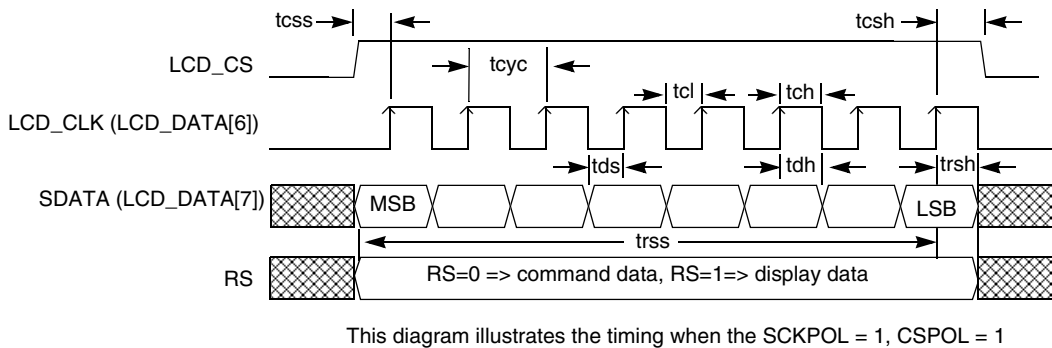 tcss
tcsh
LCD_CS
tcyc
tcl
tch
LCD_CLK (LCD_DATA[6])
tds
tdh
trsh
SDATA (LCD_DATA[7])
MSB
LSB
trss
RS
RS=0 => command data, RS=1=> display data
This diagram illustrates the timing when the SCKPOL = 1, CSPOL = 1